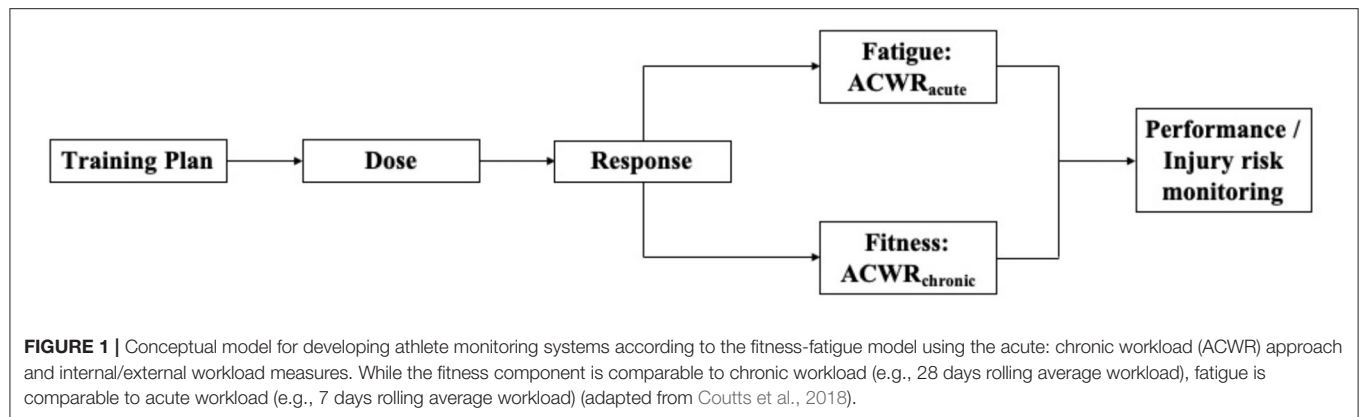 Training Plan
Dose
Response
Fatigue:
ACWRacute
Fitness:
ACWRchronic
Performance /
Injury risk
monitoring
FIGURE 1 | Conceptual model for developing athlete monitoring systems according to the fitness-fatigue model using the acute: chronic workload (ACWR) approach
and internal/external workload measures. While the fitness component is comparable to chronic workload (e.g., 28 days rolling average workload), fatigue is
comparable to acute workload (e.g., 7 days rolling average workload) (adapted from Coutts et al., 2018).